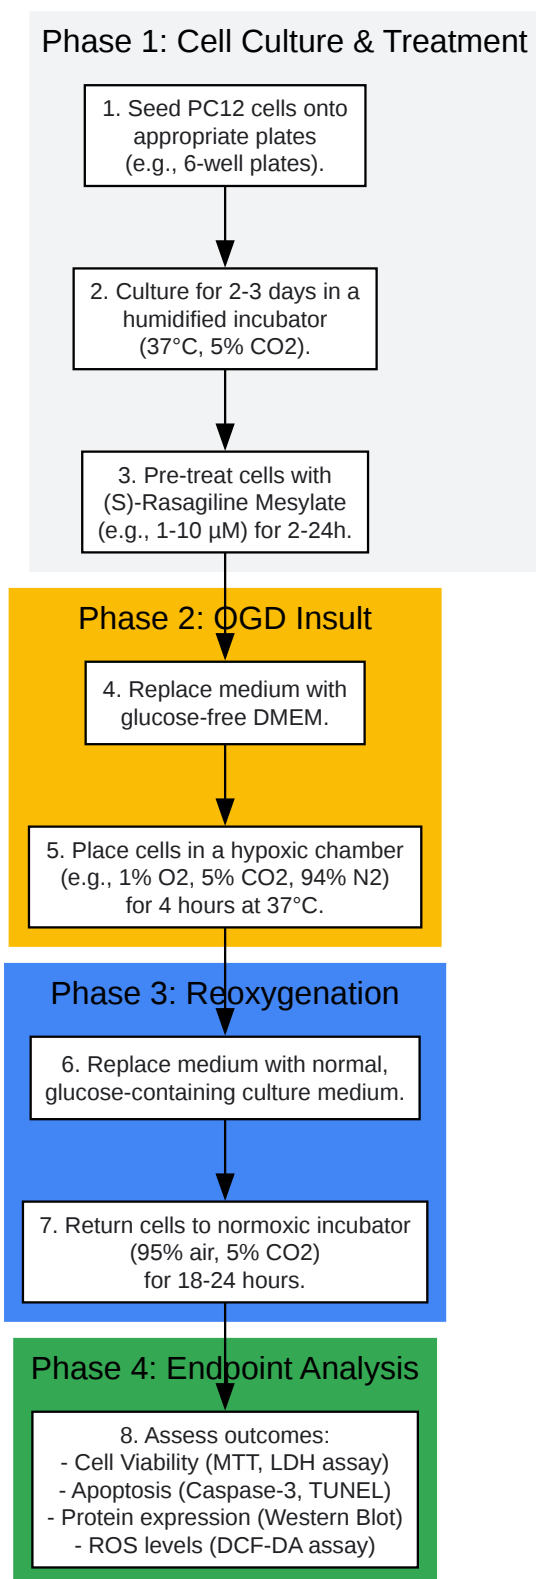 Phase 1: Cell Culture & Treatment
1. Seed PC12 cells onto
appropriate plates
(e.g., 6-well plates).
2. Culture for 2-3 days in a
humidified incubator
(37°C, 5% CO2).
3. Pre-treat cells with
(S)-Rasagiline Mesylate
(e.g., 1-10 µM) for 2-24h.
Phase 2: OGD Insult
4. Replace medium with
glucose-free DMEM.
5. Place cells in a hypoxic chamber
(e.g., 1% O2, 5% CO2, 94% N2)
for 4 hours at 37°C.
Phase 3: Reoxygenation
6. Replace medium with normal,
glucose-containing culture medium.
7. Return cells to normoxic incubator
(95% air, 5% CO2)
for 18-24 hours.
Phase 4: Endpoint Analysis
8. Assess outcomes:
- Cell Viability (MTT, LDH assay)
- Apoptosis (Caspase-3, TUNEL)
- Protein expression (Western Blot)
- ROS levels (DCF-DA assay)